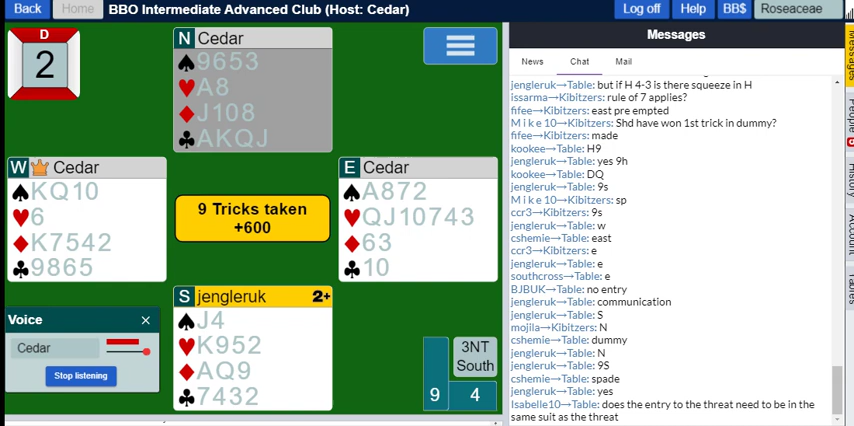 Back
Home
BBO Intermediate Advanced Club (Host: Cedar)
Log off
Help
BB$
Roseaceae
D
2
N Cedar
♠9653
♥A8
♦J108
♣AKQJ
W Cedar
♠KQ10
♥6
♦K7542
♣9865
9 Tricks taken
+600
E Cedar
♠A872
♥QJ10743
♦63
♣10
S jengleruk 2+
♠J4
♥K952
♦AQ9
♣7432
Voice ×
Cedar
Stop listening
3NT
South
9
4
Messages
News
Chat
Mail
jengleruk→Table: but if H 4-3 is there squeeze in H
issarma→Kibitzers: rule of 7 applies?
fifee→Kibitzers: east pre empted
M i k e 10→Kibitzers: Shd have won 1st trick in dummy?
fifee→Kibitzers: made
kookee→Table: H9
jengleruk→Table: yes 9h
kookee→Table: DQ
jengleruk→Table: 9s
M i k e 10→Kibitzers: sp
ccr3→Kibitzers: 9s
jengleruk→Table: w
cshemie→Table: east
ccr3→Kibitzers: e
jengleruk→Table: e
southcross→Table: e
BJBUK→Table: no entry
jengleruk→Table: communication
jengleruk→Table: S
mojila→Kibitzers: N
cshemie→Table: dummy
jengleruk→Table: N
jengleruk→Table: 9S
cshemie→Table: spade
jengleruk→Table: yes
Isabelle10→Table: does the entry to the threat need to be in the
same suit as the threat
Messages
People
History
Account
Tables